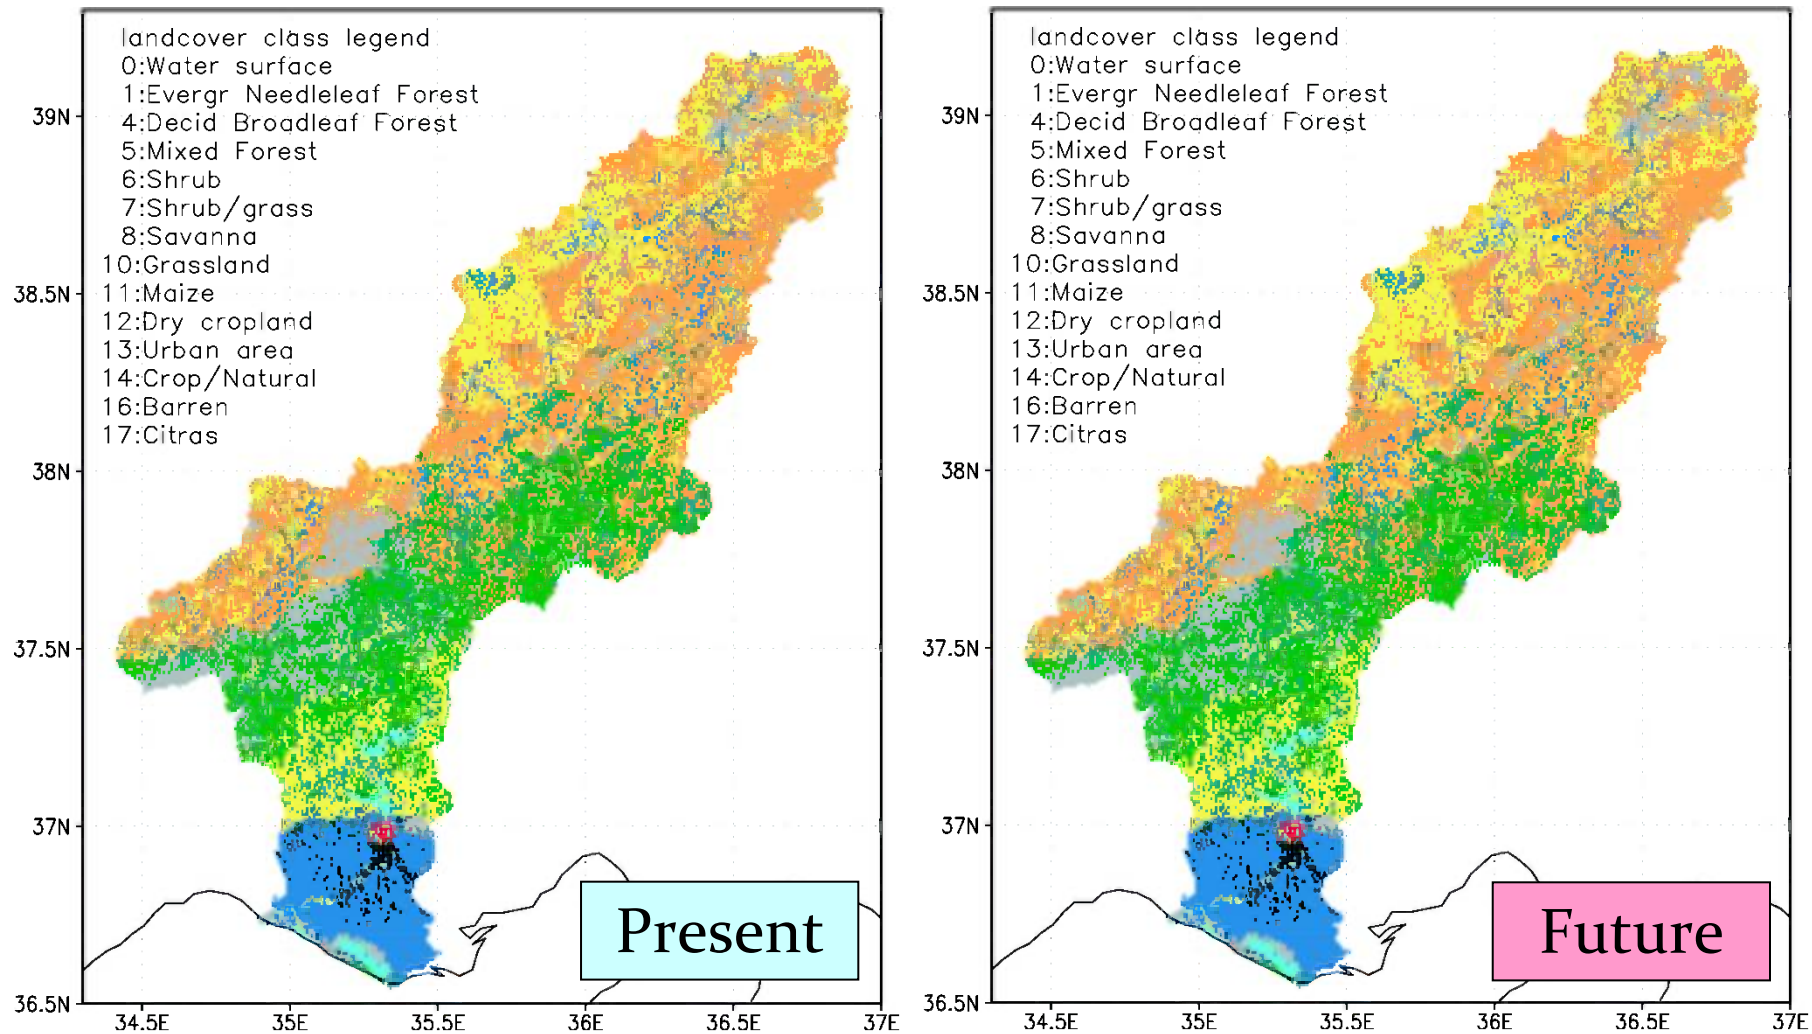 landcover class legend
0:Water surface
1:Evergr Needleleaf Forest
4:Decid Broadleaf Forest
5:Mixed Forest
6:Shrub
7:Shrub/grass
8:Savanna
10:Grassland
11:Maize
12:Dry cropland
13:Urban area
14:Crop/Natural
16:Barren
17:Citras
39N
38.5N
38N
37.5N
37N
36.5N
34.5E 35E 35.5E 36E 36.5E 37E
Present
landcover class legend
0:Water surface
1:Evergr Needleleaf Forest
4:Decid Broadleaf Forest
5:Mixed Forest
6:Shrub
7:Shrub/grass
8:Savanna
10:Grassland
11:Maize
12:Dry cropland
13:Urban area
14:Crop/Natural
16:Barren
17:Citras
39N
38.5N
38N
37.5N
37N
36.5N
34.5E 35E 35.5E 36E 36.5E 37E
Future